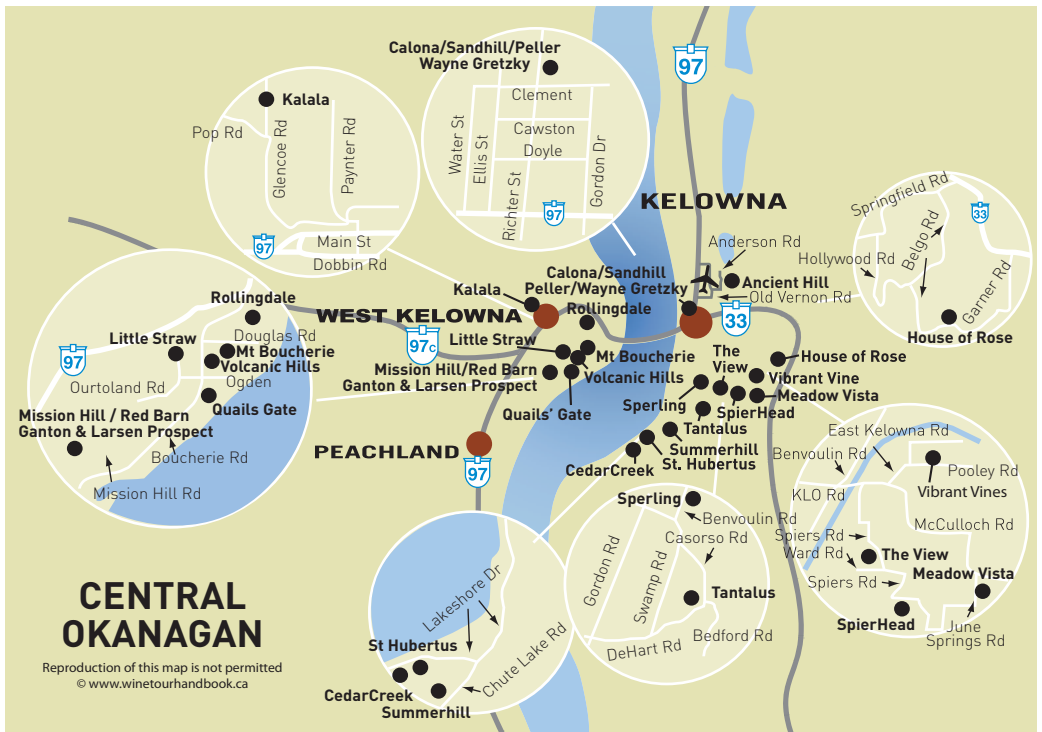 Calona/Sandhill/Peller
Wayne Gretzky
Clement
Cawston
Doyle
Water St
Ellis St
Richter St
Gordon Dr
97
97
Kalala
Pop Rd
Glencoe Rd
Paynter Rd
Main St
Dobbin Rd
97
KELOWNA
Anderson Rd
Ancient Hill
Old Vernon Rd
33
Springfield Rd
33
Belgo Rd
Hollywood Rd
Garner Rd
House of Rose
Calona/Sandhill
Peller/Wayne Gretzky
Kalala
Rollingdale
WEST KELOWNA
97c
Little Straw
Mt Boucherie
Mission Hill/Red Barn
Ganton & Larsen Prospect
Volcanic Hills
Quails' Gate
PEACHLAND
97
The
View
House of Rose
Vibrant Vine
Meadow Vista
Sperling
SpierHead
Tantalus
Summerhill
St. Hubertus
CedarCreek
Rollingdale
Little Straw
Douglas Rd
Mt Boucherie
Volcanic Hills
97
Ourtoland Rd
Ogden
Quails Gate
Mission Hill / Red Barn
Ganton & Larsen Prospect
Boucherie Rd
Mission Hill Rd
East Kelowna Rd
Benvoulin Rd
Pooley Rd
KLO Rd
Vibrant Vines
McCulloch Rd
Spiers Rd
Ward Rd
The View
Spiers Rd
Meadow Vista
SpierHead
June
Springs Rd
Sperling
Benvoulin Rd
Casorso Rd
Gordon Rd
Swamp Rd
Tantalus
Bedford Rd
DeHart Rd
Lakeshore Dr
St Hubertus
Chute Lake Rd
CedarCreek
Summerhill
CENTRAL
OKANAGAN
Reproduction of this map is not permitted
© www.winetourhandbook.ca